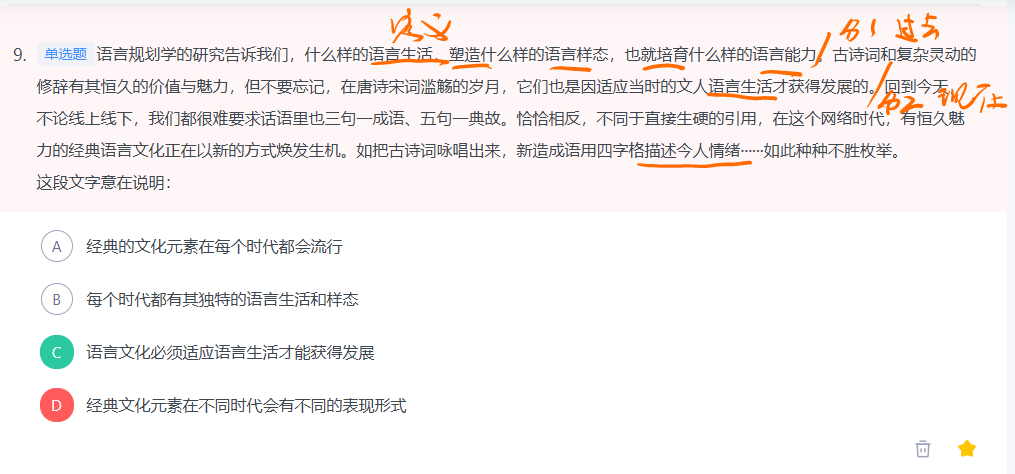 定义
分1 过去
9. 单选题 语言规划学的研究告诉我们，什么样的语言生活，塑造什么样的语言样态，也就培育什么样的语言能力。古诗词和复杂灵动的
修辞有其恒久的价值与魅力，但不要忘记，在唐诗宋词滥觞的岁月，它们也是因适应当时的文人语言生活才获得发展的。回到今天，
分2 现在
不论线上线下，我们都很难要求话语里也三句一成语、五句一典故。恰恰相反，不同于直接生硬的引用，在这个网络时代，有恒久魅
力的经典语言文化正在以新的方式焕发生机。如把古诗词咏唱出来，新造成语用四字格描述今人情绪……如此种种不胜枚举。
这段文字意在说明：
A 经典的文化元素在每个时代都会流行
B 每个时代都有其独特的语言生活和样态
C 语言文化必须适应语言生活才能获得发展
D 经典文化元素在不同时代会有不同的表现形式